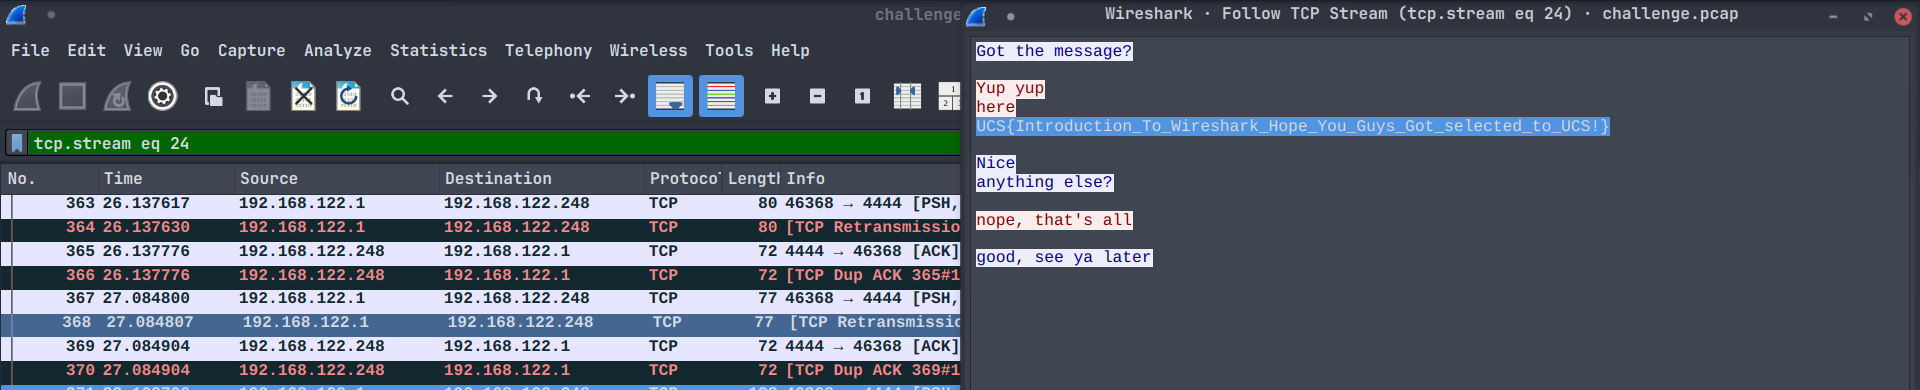 challenge
File Edit View Go Capture Analyze Statistics Telephony Wireless Tools Help
tcp.stream eq 24
No. Time Source Destination Protocol Length Info
363 26.137617 192.168.122.1 192.168.122.248 TCP 80 46368 → 4444 [PSH,
364 26.137630 192.168.122.1 192.168.122.248 TCP 80 [TCP Retransmissio
365 26.137776 192.168.122.248 192.168.122.1 TCP 72 4444 → 46368 [ACK]
366 26.137776 192.168.122.248 192.168.122.1 TCP 72 [TCP Dup ACK 365#1
367 27.084800 192.168.122.1 192.168.122.248 TCP 77 46368 → 4444 [PSH,
368 27.084807 192.168.122.1 192.168.122.248 TCP 77 [TCP Retransmissio
369 27.084904 192.168.122.248 192.168.122.1 TCP 72 4444 → 46368 [ACK]
370 27.084904 192.168.122.248 192.168.122.1 TCP 72 [TCP Dup ACK 369#1
Wireshark · Follow TCP Stream (tcp.stream eq 24) · challenge.pcap
Got the message?
Yup yup
here
UCS{Introduction_To_Wireshark_Hope_You_Guys_Got_selected_to_UCS!}
Nice
anything else?
nope, that's all
good, see ya later